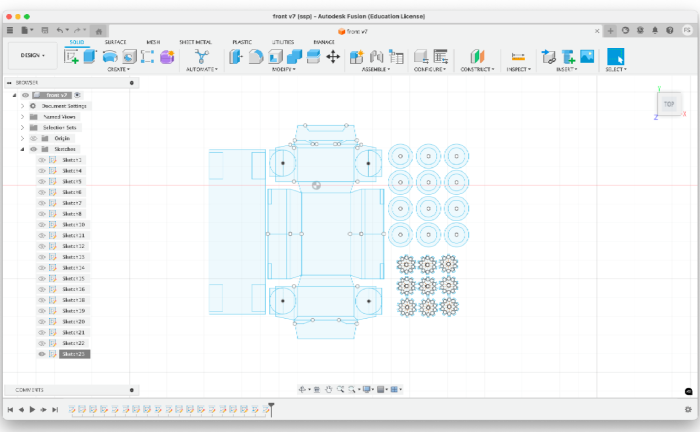 front v7 (ssp) - Autodesk Fusion (Education License)
front v7
FG
SOLID SURFACE MESH SHEET METAL PLASTIC UTILITIES MANAGE
DESIGN
CREATE AUTOMATE MODIFY ASSEMBLE CONFIGURE CONSTRUCT INSPECT INSERT SELECT
BROWSER
front v7
Document Settings
Named Views
Selection Sets
Origin
Sketches
Sketch1
Sketch4
Sketch5
Sketch6
Sketch7
Sketch8
Sketch10
Sketch11
Sketch12
Sketch13
Sketch14
Sketch15
Sketch16
Sketch18
Sketch19
Sketch20
Sketch21
Sketch22
Sketch23
Y
TOP
X
Z
COMMENTS